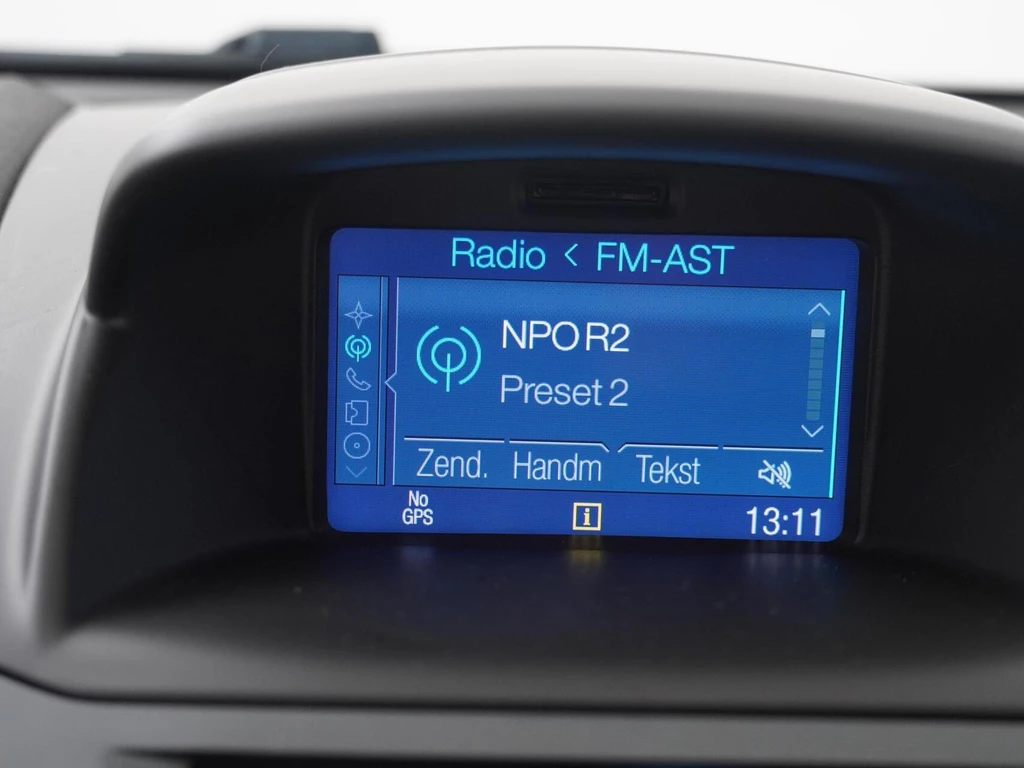 Radio < FM-AST
NPO R2
Preset 2
Zend. Handm Tekst
No
GPS
i
13:11